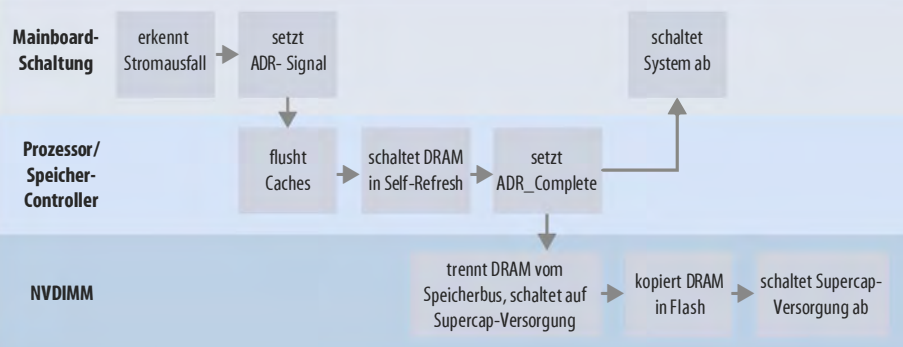 Mainboard-
Schaltung
erkennt
Stromausfall
setzt
ADR- Signal
schaltet
System ab
Prozessor/
Speicher-
Controller
flusht
Caches
schaltet DRAM
in Self-Refresh
setzt
ADR_Complete
NVDIMM
trennt DRAM vom
Speicherbus, schaltet auf
Supercap-Versorgung
kopiert DRAM
in Flash
schaltet Supercap-
Versorgung ab